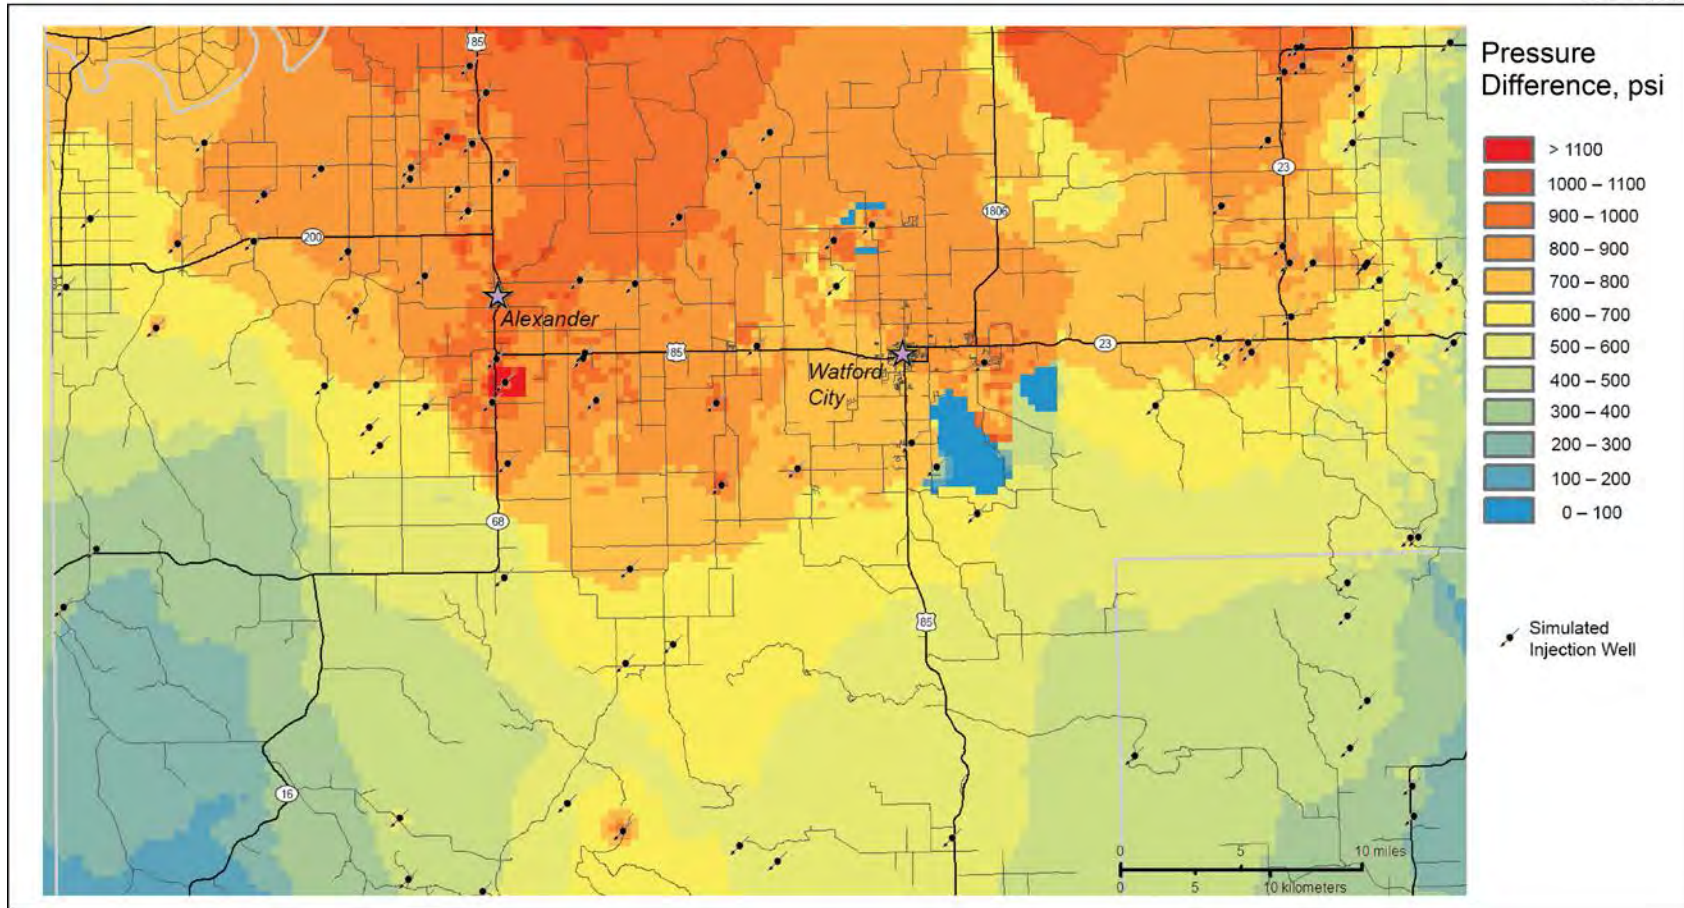 Pressure
Difference, psi
> 1100
1000 – 1100
900 – 1000
800 – 900
700 – 800
600 – 700
500 – 600
400 – 500
300 – 400
200 – 300
100 – 200
0 – 100
Simulated
Injection Well
85
23
1806
200
Alexander
85
23
Watford
City
68
85
16
0 5 10 miles
0 5 10 kilometers